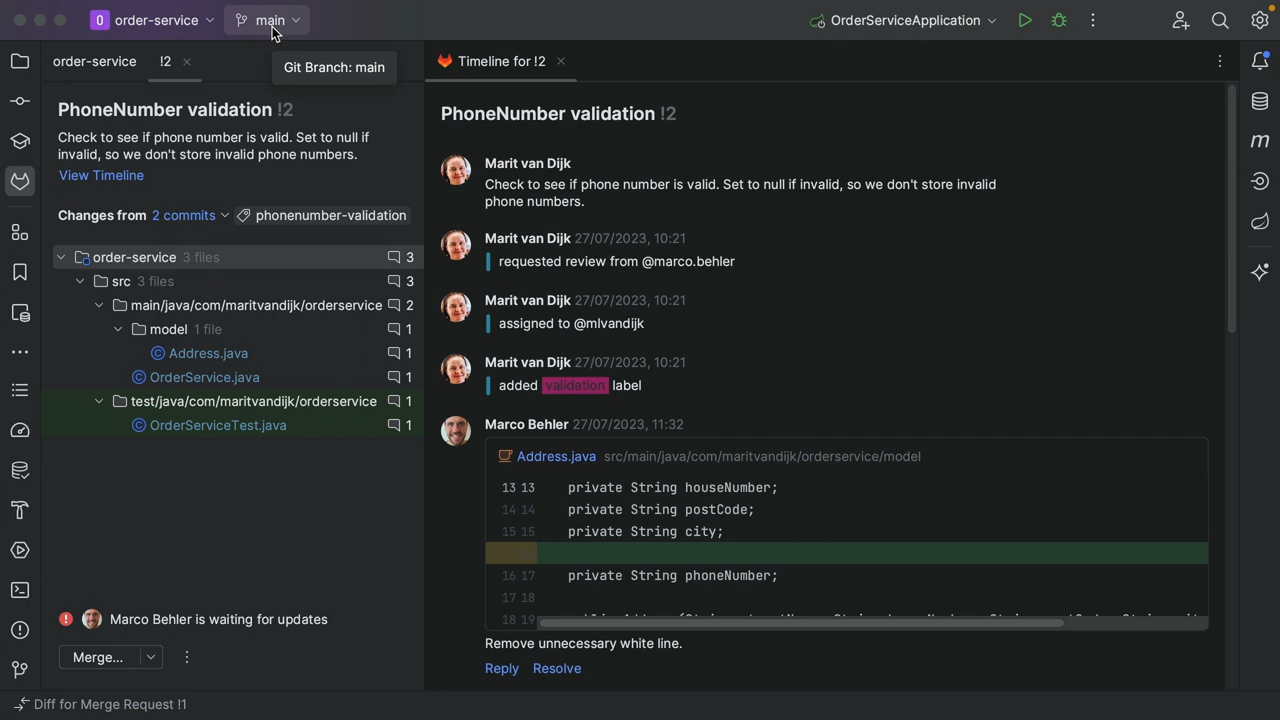 order-service
main
OrderServiceApplication
order-service
!2
Git Branch: main
Timeline for !2
PhoneNumber validation !2
Check to see if phone number is valid. Set to null if
invalid, so we don't store invalid phone numbers.
View Timeline
Changes from 2 commits
phonenumber-validation
order-service 3 files
3
src 3 files
3
main/java/com/maritvandijk/orderservice
2
model 1 file
1
Address.java
1
OrderService.java
1
test/java/com/maritvandijk/orderservice
1
OrderServiceTest.java
1
Marco Behler is waiting for updates
Merge...
PhoneNumber validation !2
Marit van Dijk
Check to see if phone number is valid. Set to null if invalid, so we don't store invalid
phone numbers.
Marit van Dijk 27/07/2023, 10:21
requested review from @marco.behler
Marit van Dijk 27/07/2023, 10:21
assigned to @mlvandijk
Marit van Dijk 27/07/2023, 10:21
added validation label
Marco Behler 27/07/2023, 11:32
Address.java src/main/java/com/maritvandijk/orderservice/model
13 13 private String houseNumber;
14 14 private String postCode;
15 15 private String city;
16 17 private String phoneNumber;
17 18
18 19
Remove unnecessary white line.
Reply
Resolve
Diff for Merge Request !1